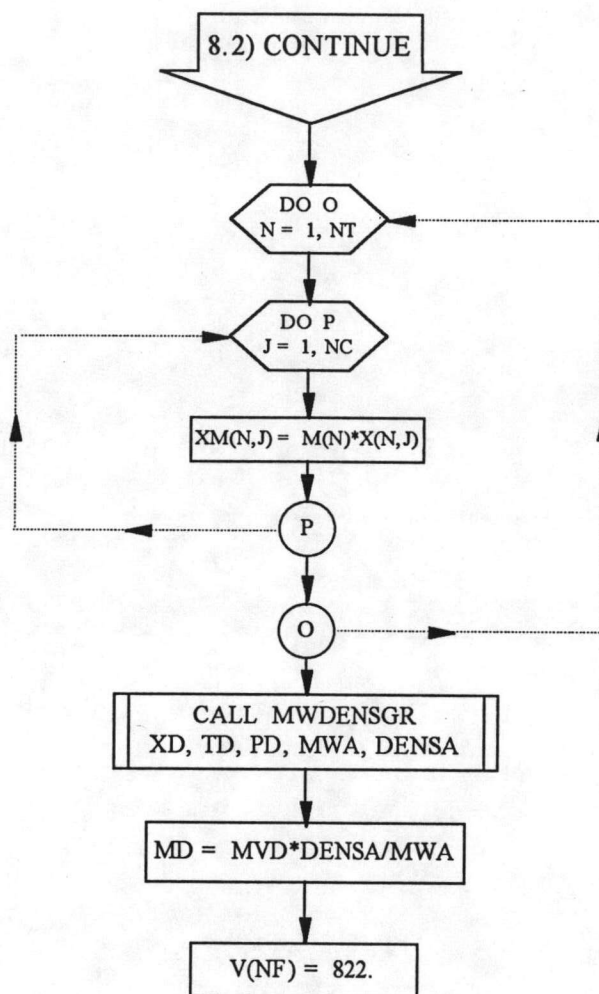 8.2) CONTINUE
DO O
N = 1, NT
DO P
J = 1, NC
XM(N,J) = M(N)*X(N,J)
P
O
CALL MWDENSGR
XD, TD, PD, MWA, DENSA
MD = MVD*DENSA/MWA
V(NF) = 822.